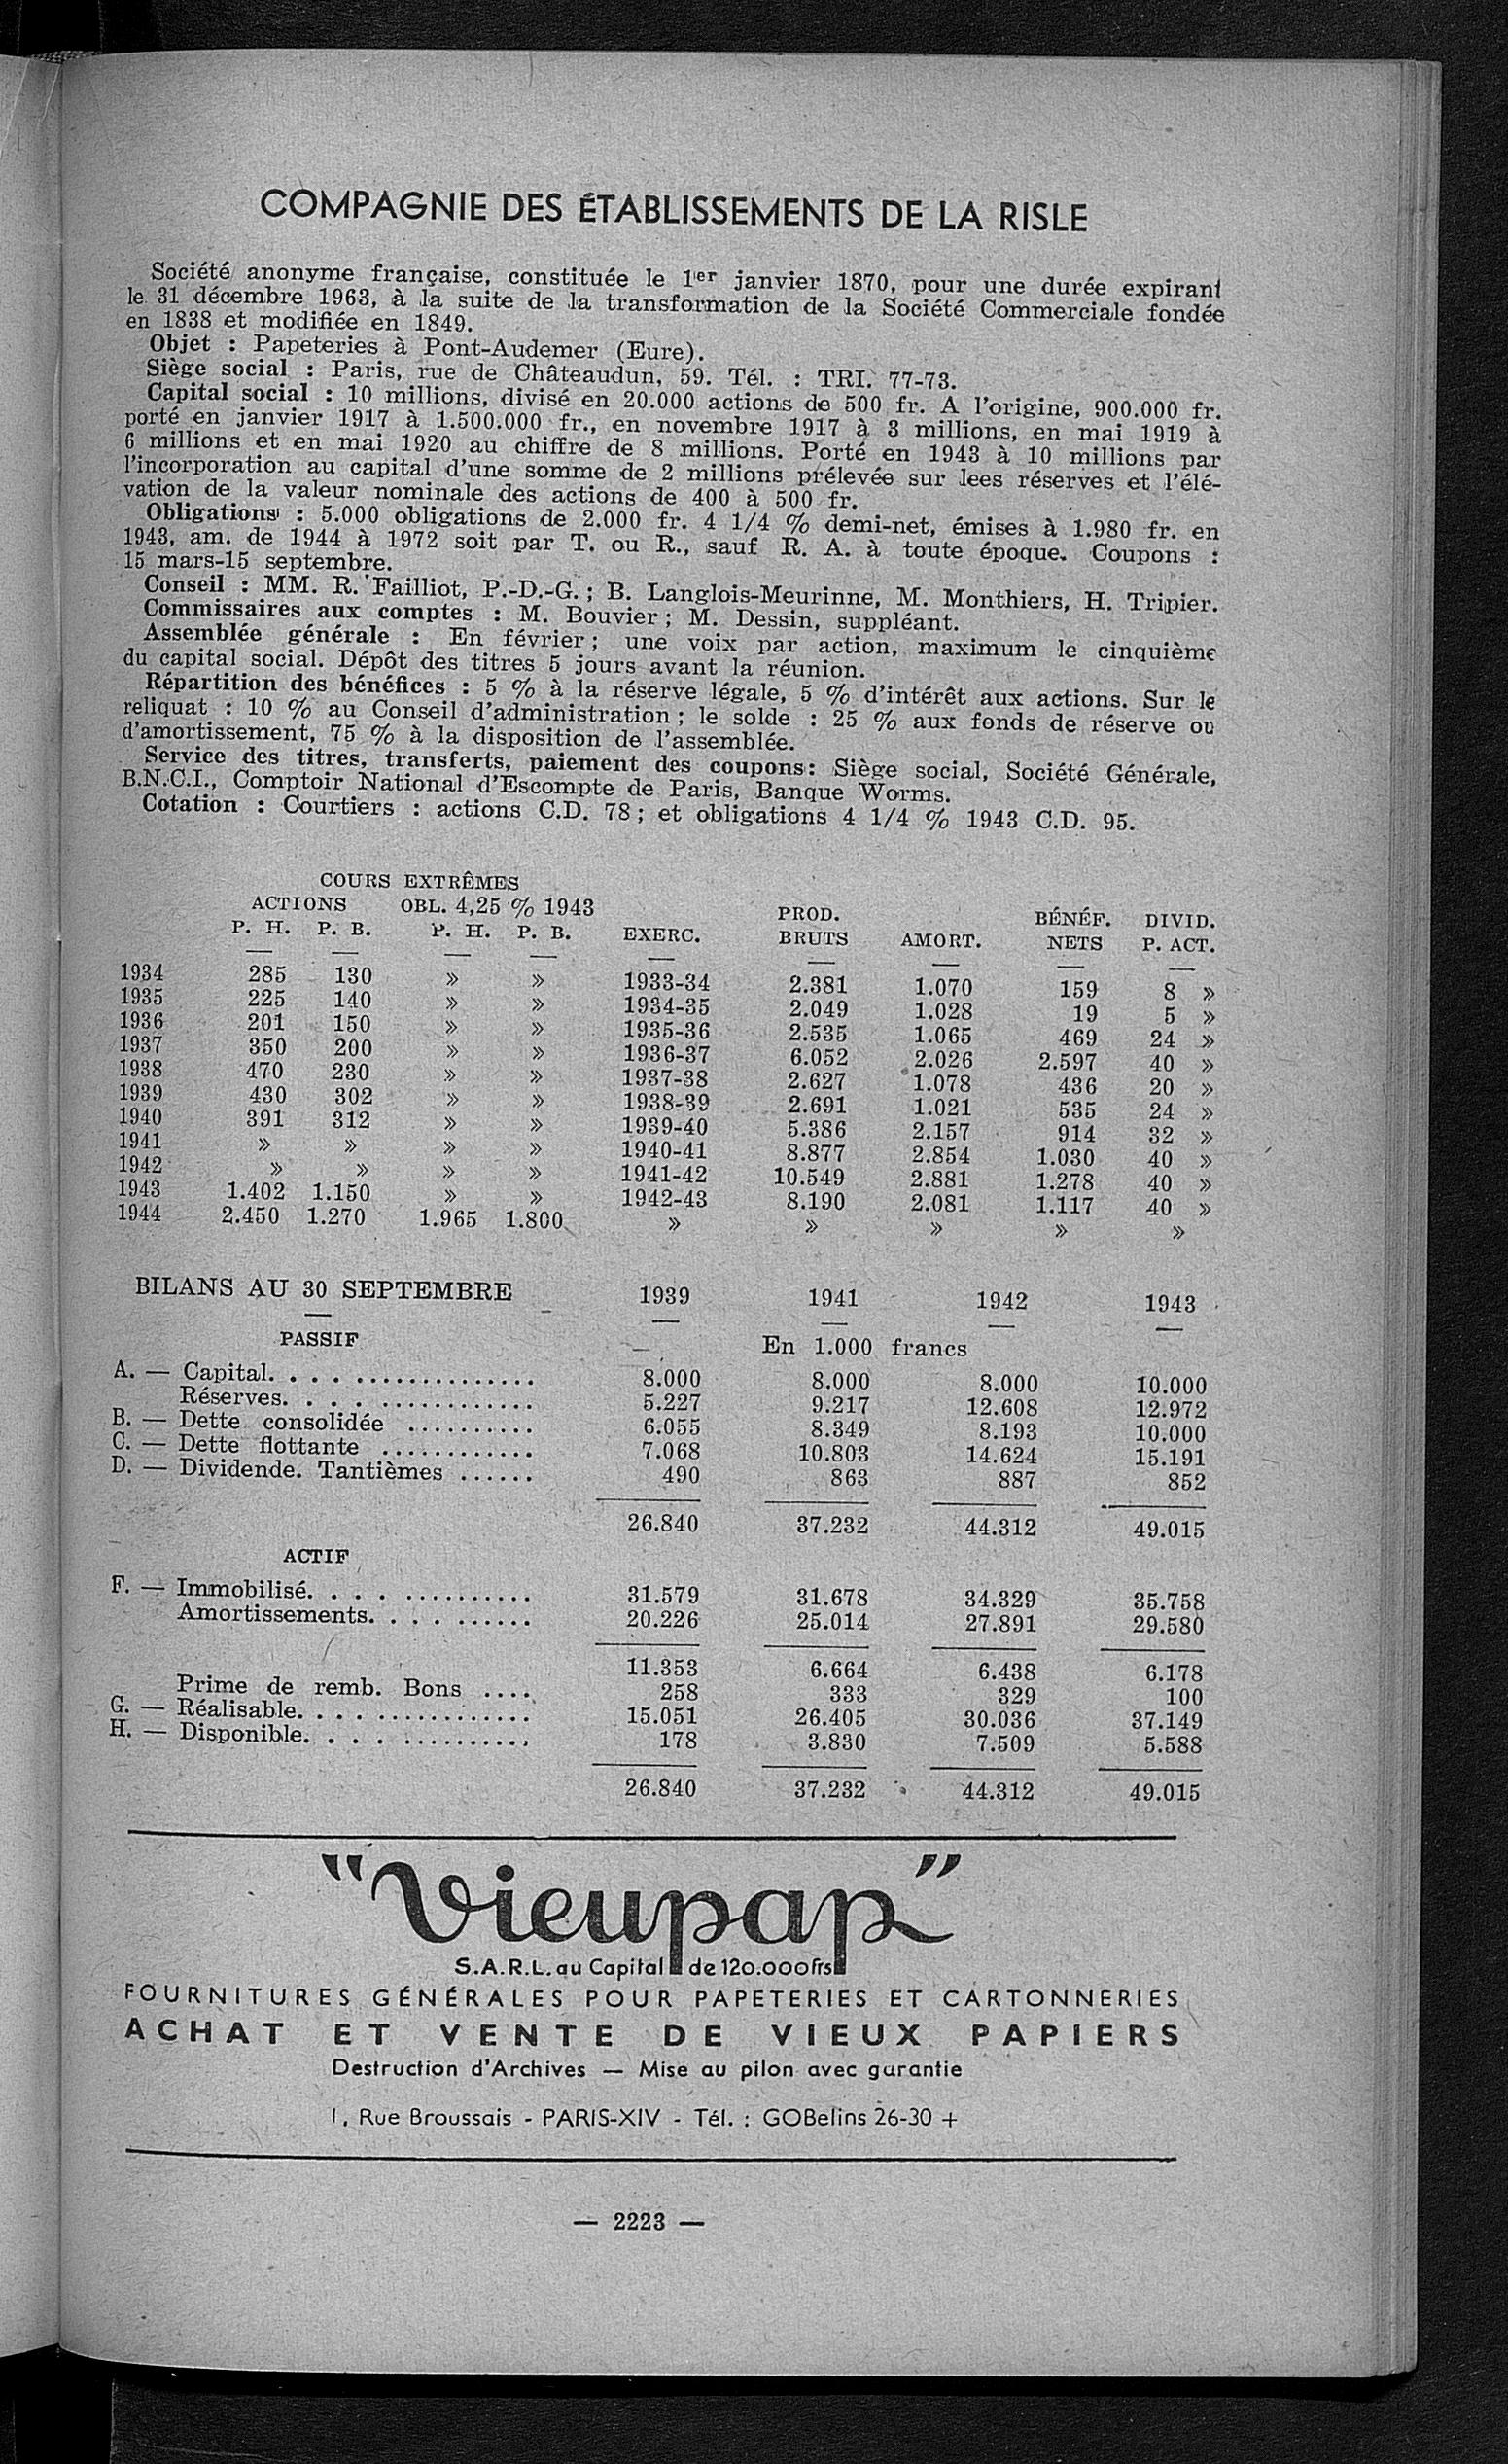 COMPAGNIE DES ÉTABLISSEMENTS DE LA RISLE
Société anonyme française, constituée le 1er janvier 1870, pour une durée expirant
le 31 décembre 1963, à la suite de la transformation de la Société Commerciale fondée
en 1838 et modifiée en 1849.
Objet : Papeteries à Pont-Audemer (Eure).
Siège social : Paris, rue de Châteaudun, 59. Tél. : TRI. 77-73.
Capital social : 10 millions, divisé en 20.000 actions de 500 fr. A l'origine, 900.000 fr.
porté en janvier 1917 à 1.500.000 fr., en novembre 1917 à 3 millions, en mai 1919 à
6 millions et en mai 1920 au chiffre de 8 millions. Porté en 1943 à 10 millions par
l'incorporation au capital d'une somme de 2 millions prélevée sur lees réserves et l'élé-
vation de la valeur nominale des actions de 400 à 500 fr.
Obligations : 5.000 obligations de 2.000 fr. 4 1/4 % demi-net, émises à 1.980 fr. en
1943, am. de 1944 à 1972 soit par T. ou R., sauf R. A. à toute époque. Coupons :
15 mars-15 septembre.
Conseil : MM. R. Failliot, P.-D.-G.; B. Langlois-Meurinne, M. Monthiers, H. Tripier.
Commissaires aux comptes : M. Bouvier; M. Dessin, suppléant.
Assemblée générale : En février; une voix par action, maximum le cinquième
du capital social. Dépôt des titres 5 jours avant la réunion.
Répartition des bénéfices : 5 % à la réserve légale, 5 % d'intérêt aux actions. Sur le
reliquat : 10 % au Conseil d'administration; le solde : 25 % aux fonds de réserve ou
d'amortissement, 75 % à la disposition de l'assemblée.
Service des titres, transferts, paiement des coupons: Siège social, Société Générale,
B.N.C.I., Comptoir National d'Escompte de Paris, Banque Worms.
Cotation : Courtiers : actions C.D. 78; et obligations 4 1/4 % 1943 C.D. 95.
COURS EXTRÊMES
ACTIONS OBL. 4,25 % 1943 PROD. BÉNÉF. DIVID.
P. H. P. B. P. H. P. B. EXERC. BRUTS AMORT. NETS P. ACT.
1934 285 130 » » 1933-34 2.381 1.070 159 8 »
1935 225 140 » » 1934-35 2.049 1.028 19 5 »
1936 201 150 » » 1935-36 2.535 1.065 469 24 »
1937 350 200 » » 1936-37 6.052 2.026 2.597 40 »
1938 470 230 » » 1937-38 2.627 1.078 436 20 »
1939 430 302 » » 1938-39 2.691 1.021 535 24 »
1940 391 312 » » 1939-40 5.386 2.157 914 32 »
1941 » » » » 1940-41 8.877 2.854 1.030 40 »
1942 » » » » 1941-42 10.549 2.881 1.278 40 »
1943 1.402 1.150 » » 1942-43 8.190 2.081 1.117 40 »
1944 2.450 1.270 1.965 1.800 » » » » »
BILANS AU 30 SEPTEMBRE 1939 1941 1942 1943
PASSIF En 1.000 francs
A. — Capital. . . . ............... 8.000 8.000 8.000 10.000
Réserves. . . . ............. 5.227 9.217 12.608 12.972
B. — Dette consolidée .......... 6.055 8.349 8.193 10.000
C. — Dette flottante ............ 7.068 10.803 14.624 15.191
D. — Dividende. Tantièmes ...... 490 863 887 852
26.840 37.232 44.312 49.015
ACTIF
F. — Immobilisé. . . . ........... 31.579 31.678 34.329 35.758
Amortissements. . . . ...... 20.226 25.014 27.891 29.580
11.353 6.664 6.438 6.178
Prime de remb. Bons .... 258 333 329 100
G. — Réalisable. . . . ............. 15.051 26.405 30.036 37.149
H. — Disponible. . . . ........... 178 3.830 7.509 5.588
26.840 37.232 44.312 49.015
"Vieupap"
S.A.R.L. au Capital de 120.000frs
FOURNITURES GÉNÉRALES POUR PAPETERIES ET CARTONNERIES
ACHAT ET VENTE DE VIEUX PAPIERS
Destruction d'Archives — Mise au pilon avec garantie
1, Rue Broussais - PARIS-XIV - Tél. : GOBelins 26-30 +
— 2223 —